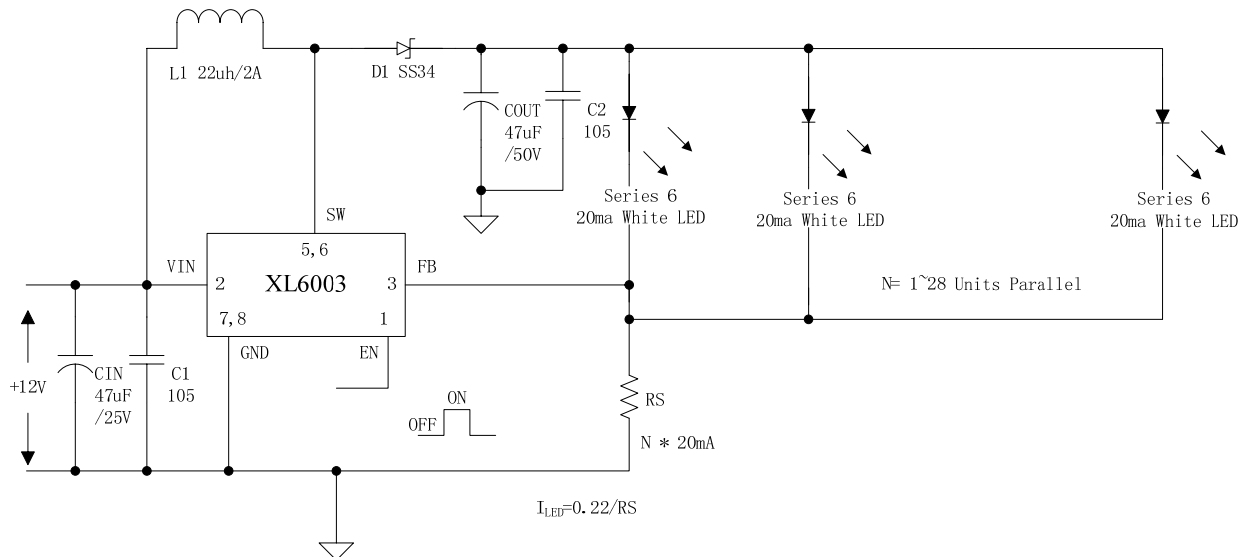 L1 22uh/2A
D1 SS34
COUT
47uF
/50V
C2
105
Series 6
20ma White LED
Series 6
20ma White LED
Series 6
20ma White LED
SW
5,6
VIN
2
XL6003
3
FB
7,8
1
GND
EN
N= 1~28 Units Parallel
+12V
CIN
47uF
/25V
C1
105
ON
OFF
RS
N * 20mA
ILED=0.22/RS